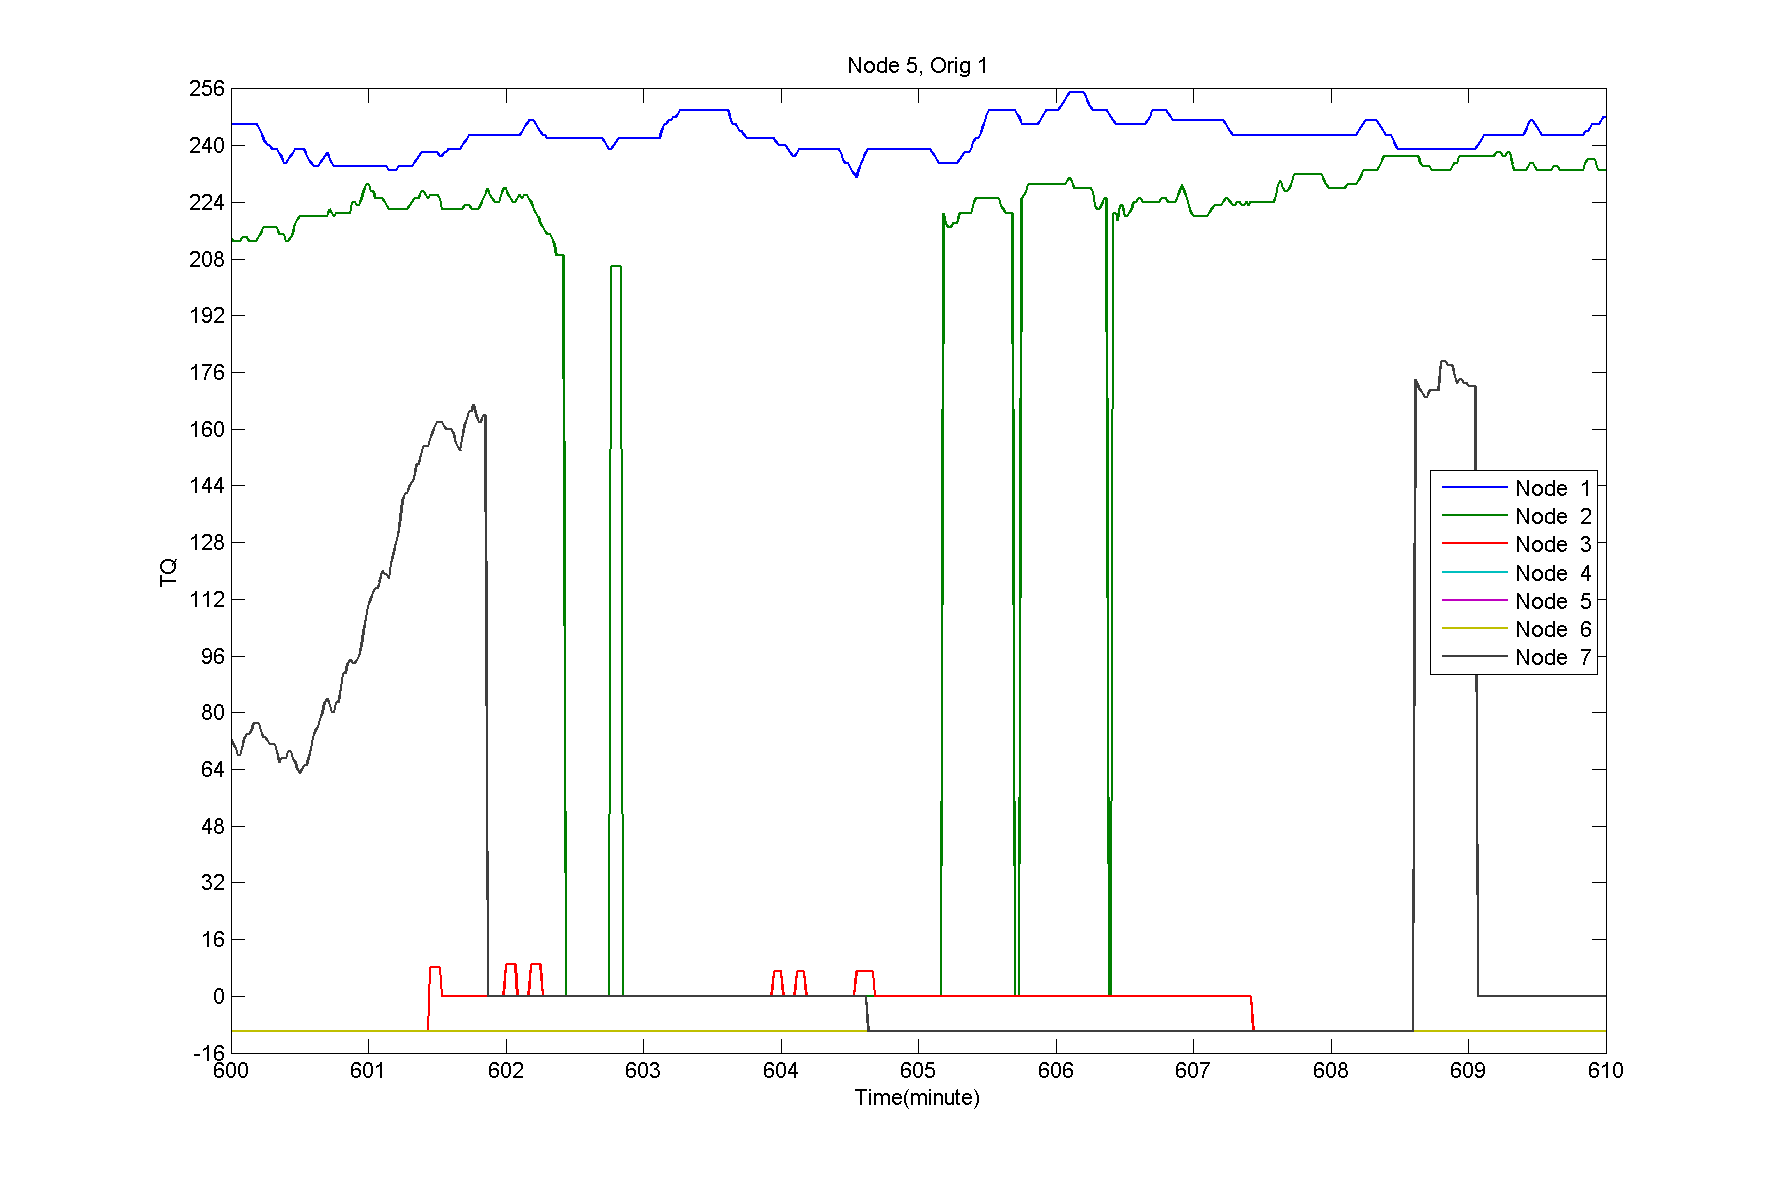 Node 5, Orig 1
256
240
224
208
192
176
160
144
128
112
96
80
64
48
32
16
0
-16
TQ
Node 1
Node 2
Node 3
Node 4
Node 5
Node 6
Node 7
600 601 602 603 604 605 606 607 608 609 610
Time(minute)